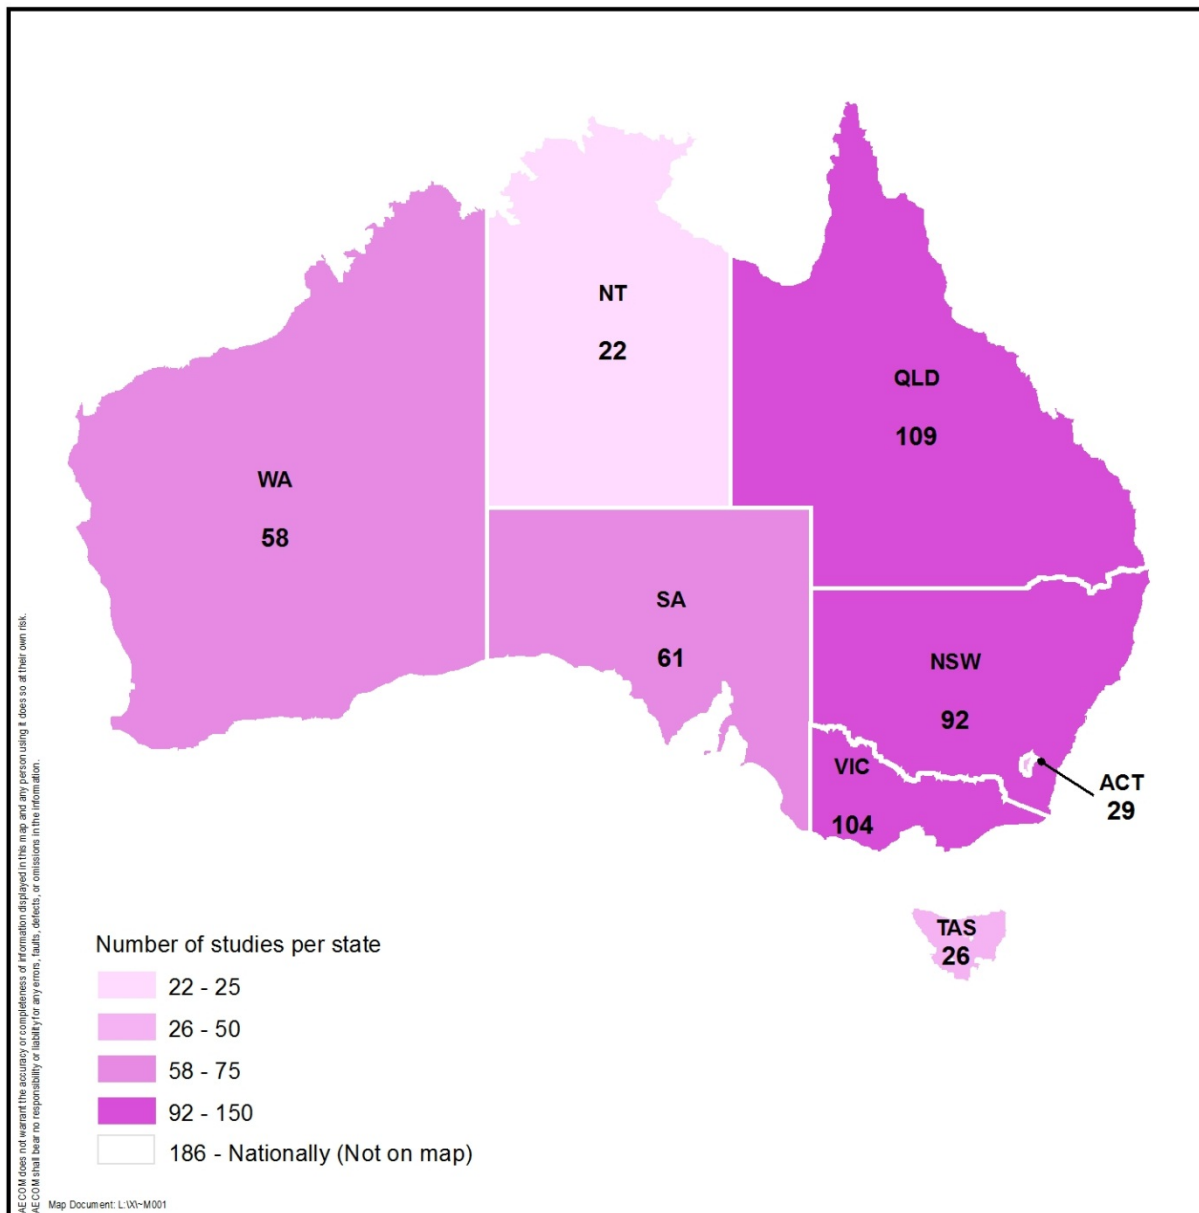 NT
22
QLD
109
WA
58
SA
61
NSW
92
VIC
104
ACT
29
TAS
26
Number of studies per state
22 - 25
26 - 50
58 - 75
92 - 150
186 - Nationally (Not on map)
AECOM does not warrant the accuracy or completeness of information displayed in this map and any person using it does so at their own risk.
AECOM shall bear no responsibility or liability for any errors, faults, defects, or omissions in the information.
Map Document: L:\X\~M001